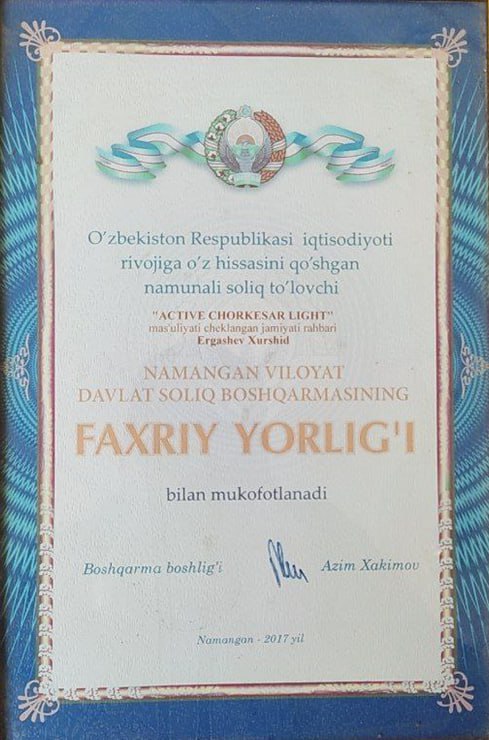 O'zbekiston Respublikasi iqtisodiyoti
rivojiga o'z hissasini qo'shgan
namunali soliq to'lovchi
"ACTIVE CHORKESAR LIGHT"
mas'uliyati cheklangan jamiyati rahbari
Ergashev Xurshid
NAMANGAN VILOYAT
DAVLAT SOLIQ BOSHQARMASINING
FAXRIY YORLIG'I
bilan mukofotlanadi
Boshqarma boshlig'i Azim Xakimov
Namangan - 2017 yil